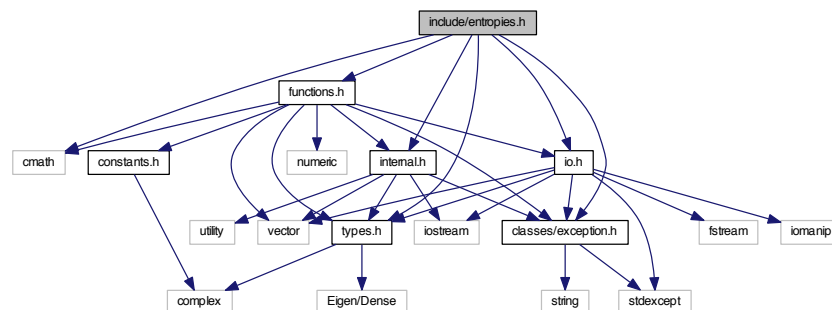 include/entropies.h
functions.h
cmath
constants.h
numeric
internal.h
io.h
utility
vector
types.h
iostream
classes/exception.h
fstream
iomanip
complex
Eigen/Dense
string
stdexcept